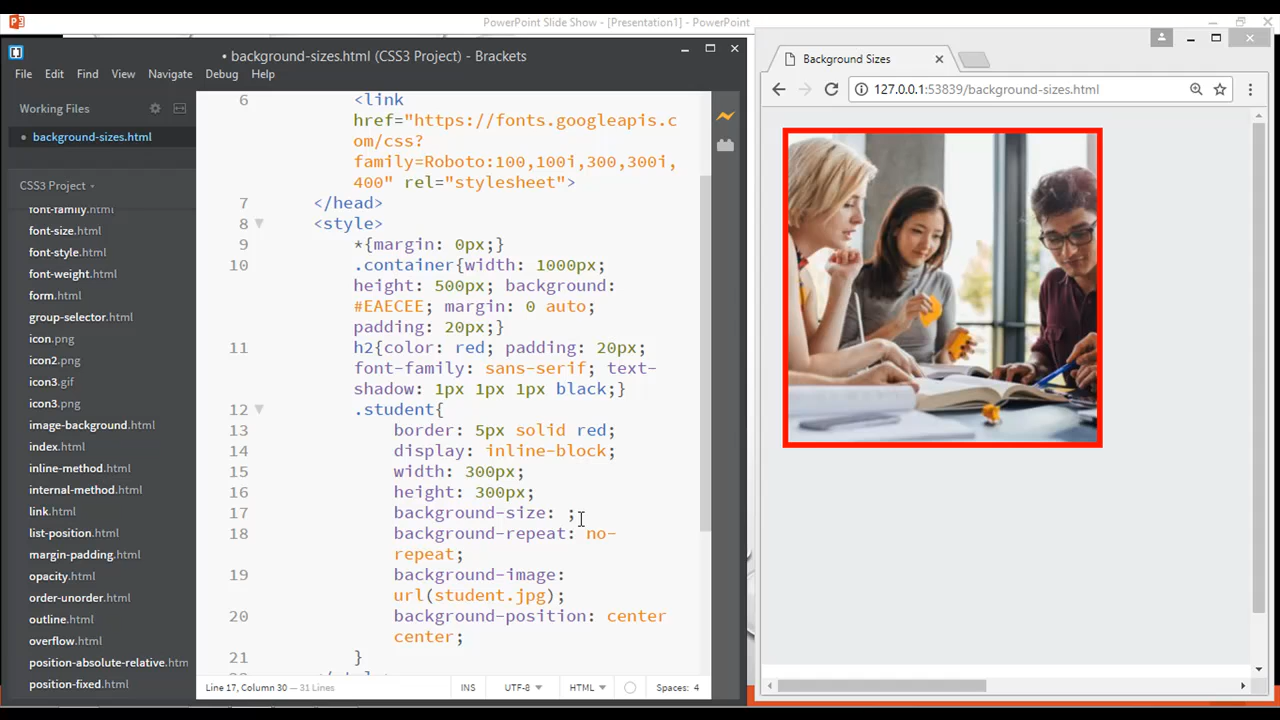 PowerPoint Slide Show - [Presentation1] - PowerPoint
• background-sizes.html (CSS3 Project) - Brackets
File Edit Find View Navigate Debug Help
Working Files
• background-sizes.html
CSS3 Project
font-family.html
font-size.html
font-style.html
font-weight.html
form.html
group-selector.html
icon.png
icon2.png
icon3.gif
icon3.png
image-background.html
index.html
inline-method.html
internal-method.html
link.html
list-position.html
margin-padding.html
opacity.html
order-unorder.html
outline.html
overflow.html
position-absolute-relative.htm
position-fixed.html
6 <link
href="https://fonts.googleapis.c
om/css?
family=Roboto:100,100i,300,300i,
400" rel="stylesheet">
7 </head>
8 <style>
9 *{margin: 0px;}
10 .container{width: 1000px;
height: 500px; background:
#EAECEE; margin: 0 auto;
padding: 20px;}
11 h2{color: red; padding: 20px;
font-family: sans-serif; text-
shadow: 1px 1px 1px black;}
12 .student{
13 border: 5px solid red;
14 display: inline-block;
15 width: 300px;
16 height: 300px;
17 background-size: ;
18 background-repeat: no-
repeat;
19 background-image:
url(student.jpg);
20 background-position: center
center;
21 }
Line 17, Column 30 — 31 Lines INS UTF-8 HTML Spaces: 4
Background Sizes
127.0.0.1:53839/background-sizes.html